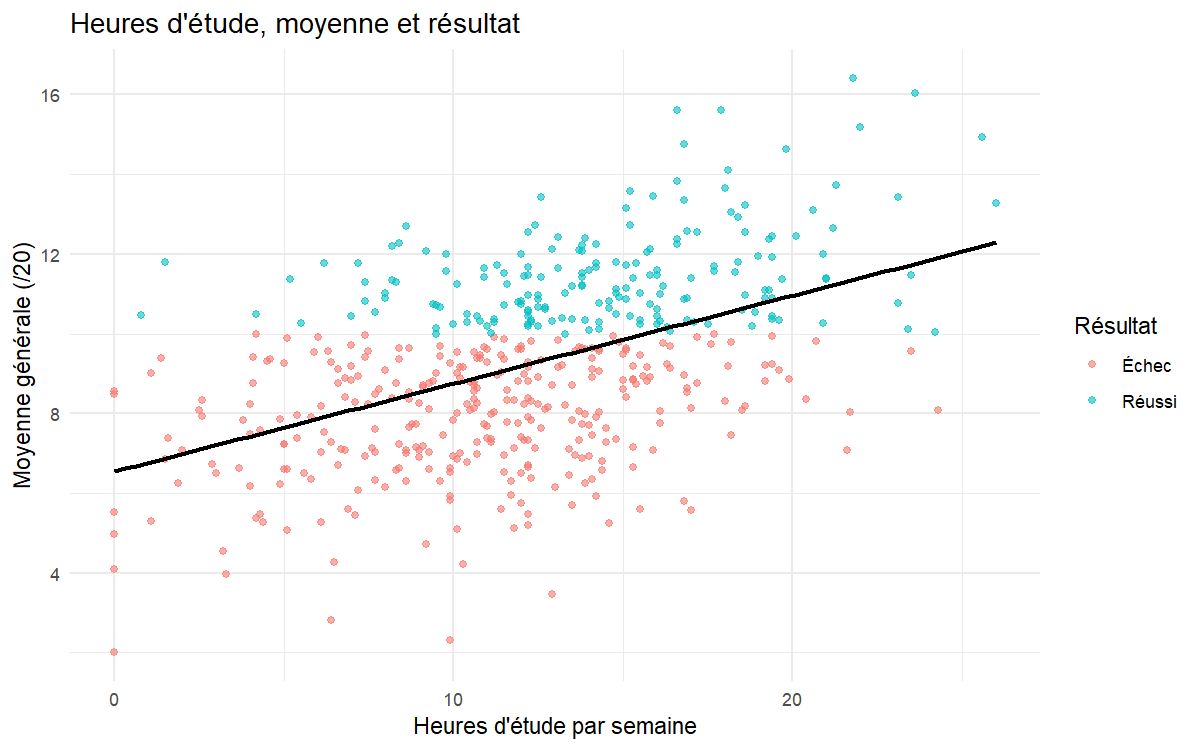 Heures d'étude, moyenne et résultat
Moyenne générale (/20)
16
12
8
4
0
10
20
Heures d'étude par semaine
Résultat
Échec
Réussi